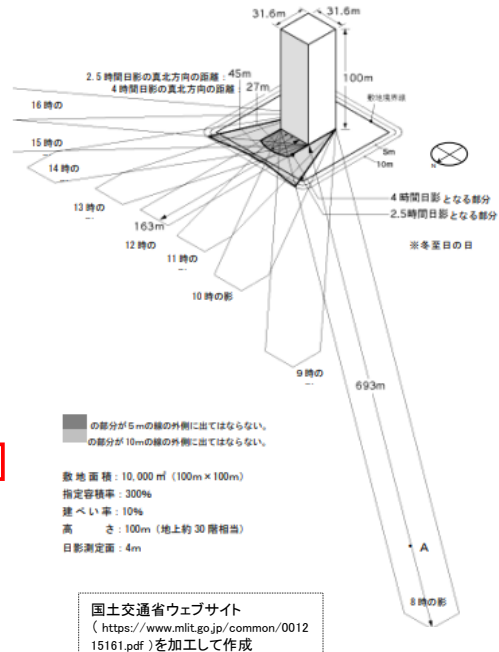 31.6m
31.6m
100m
2.5時間日影の真北方向の距離：45m
4時間日影の真北方向の距離：27m
敷地境界線
5m
10m
N
16時の
15時の
14時の
13時の
163m
12時の
11時の
10時の影
9時の
4時間日影となる部分
2.5時間日影となる部分
※冬至日の日
693m
A
8時の影
の部分が5mの線の外側に出てはならない。
の部分が10mの線の外側に出てはならない。
敷地面積：10,000㎡（100m×100m）
指定容積率：300%
建ぺい率：10%
高さ：100m（地上約30階相当）
日影測定面：4m
国土交通省ウェブサイト
（ https://www.mlit.go.jp/common/0012
15161.pdf ）を加工して作成